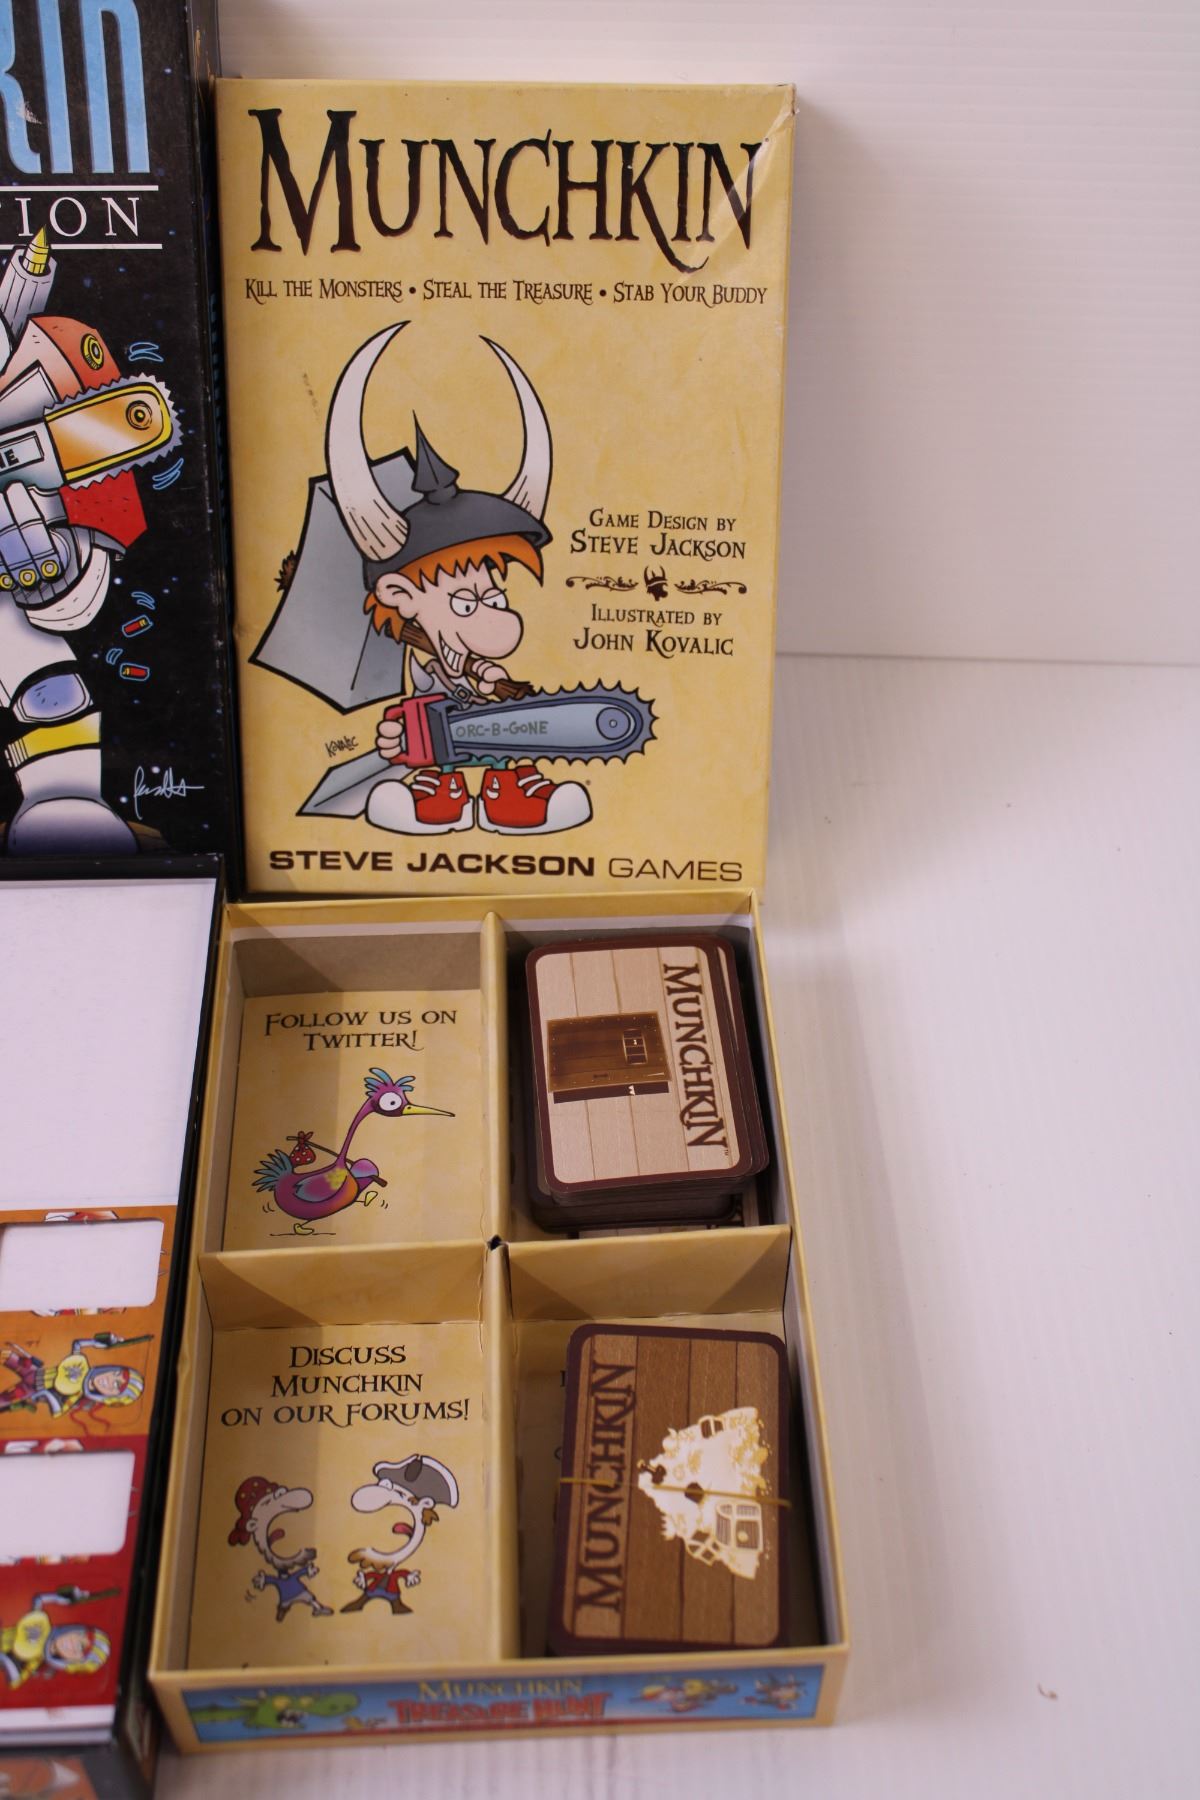 ION
MUNCHKIN
KILL THE MONSTERS • STEAL THE TREASURE • STAB YOUR BUDDY
GAME DESIGN BY
STEVE JACKSON
ILLUSTRATED BY
JOHN KOVALIC
ORC-B-GONE
KOVALIC
STEVE JACKSON GAMES
FOLLOW US ON
TWITTER!
MUNCHKIN™
DISCUSS
MUNCHKIN
ON OUR FORUMS!
MUNCHKIN
MUNCHKIN
TREASURE HUNT